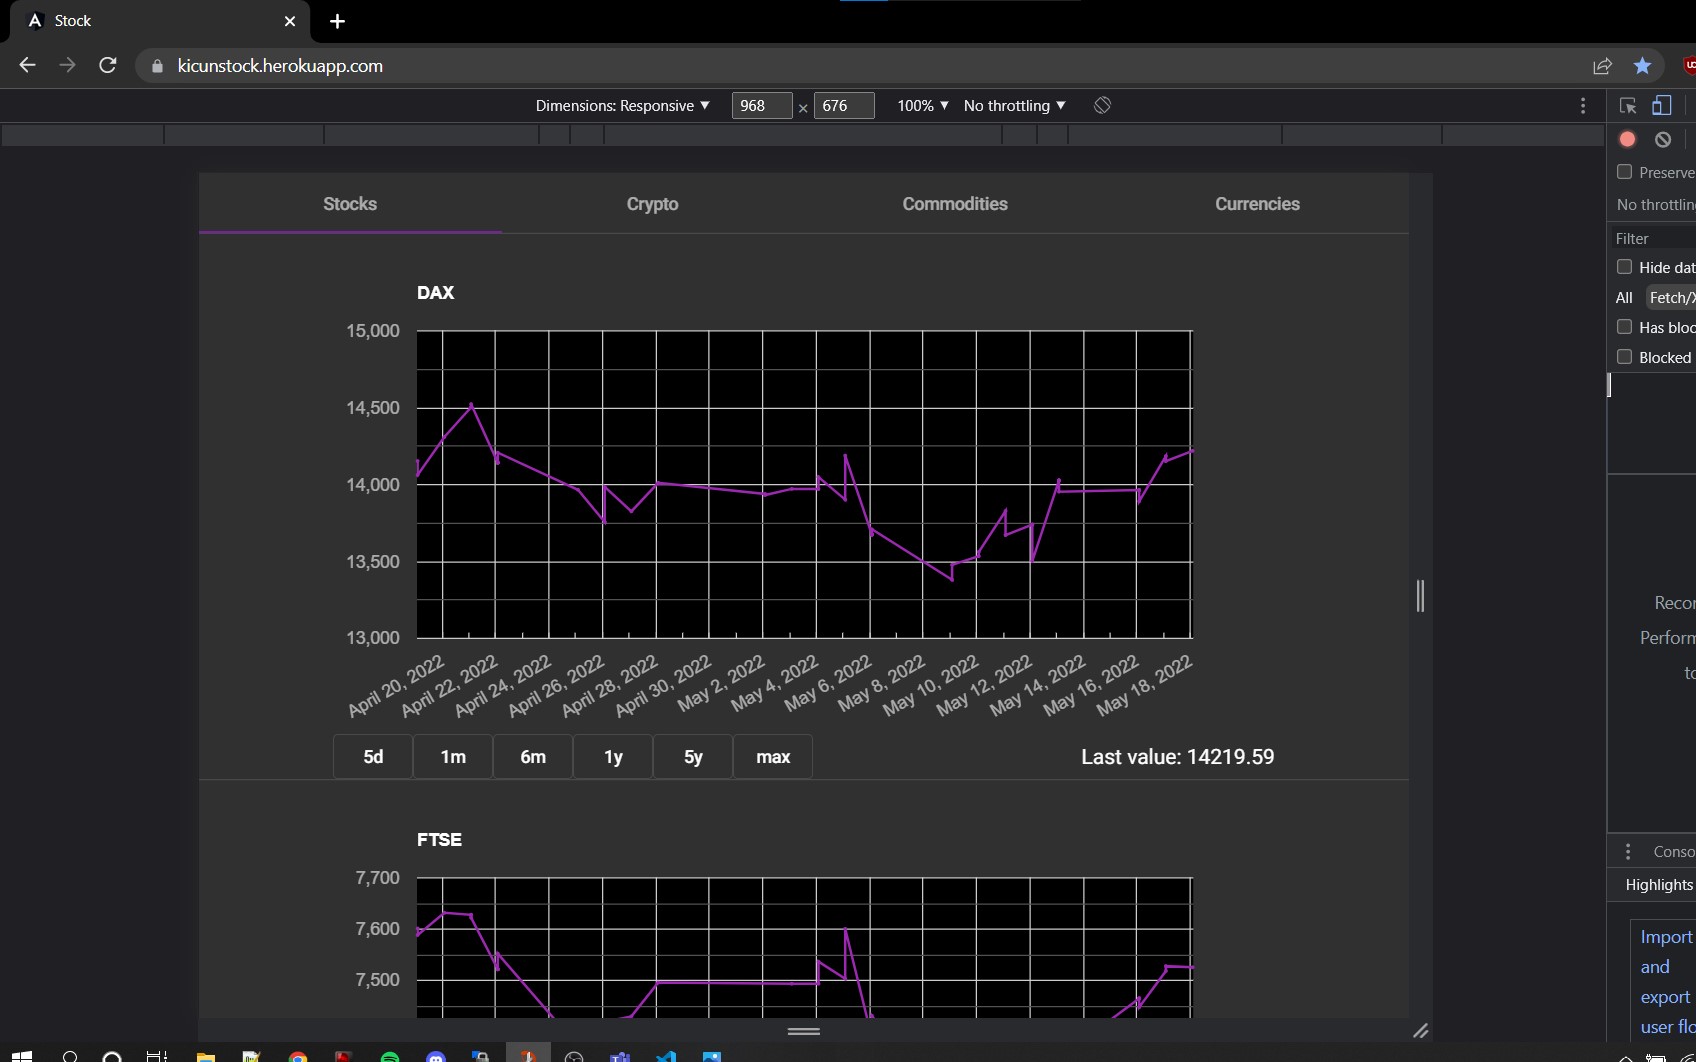 Stock
kicunstock.herokuapp.com
Dimensions: Responsive ▼ 968 × 676 100% ▼ No throttling ▼
Preserve
No throttlin
Stocks Crypto Commodities Currencies
Filter
Hide dat
All Fetch/X
Has bloc
Blocked
DAX
15,000
14,500
14,000
13,500
13,000
April 20, 2022 April 22, 2022 April 24, 2022 April 26, 2022 April 28, 2022 April 30, 2022 May 2, 2022 May 4, 2022 May 6, 2022 May 8, 2022 May 10, 2022 May 12, 2022 May 14, 2022 May 16, 2022 May 18, 2022
5d 1m 6m 1y 5y max Last value: 14219.59
Recor
Perform
to
FTSE
7,700
7,600
7,500
Conso
Highlights
Import
and
export
user flo